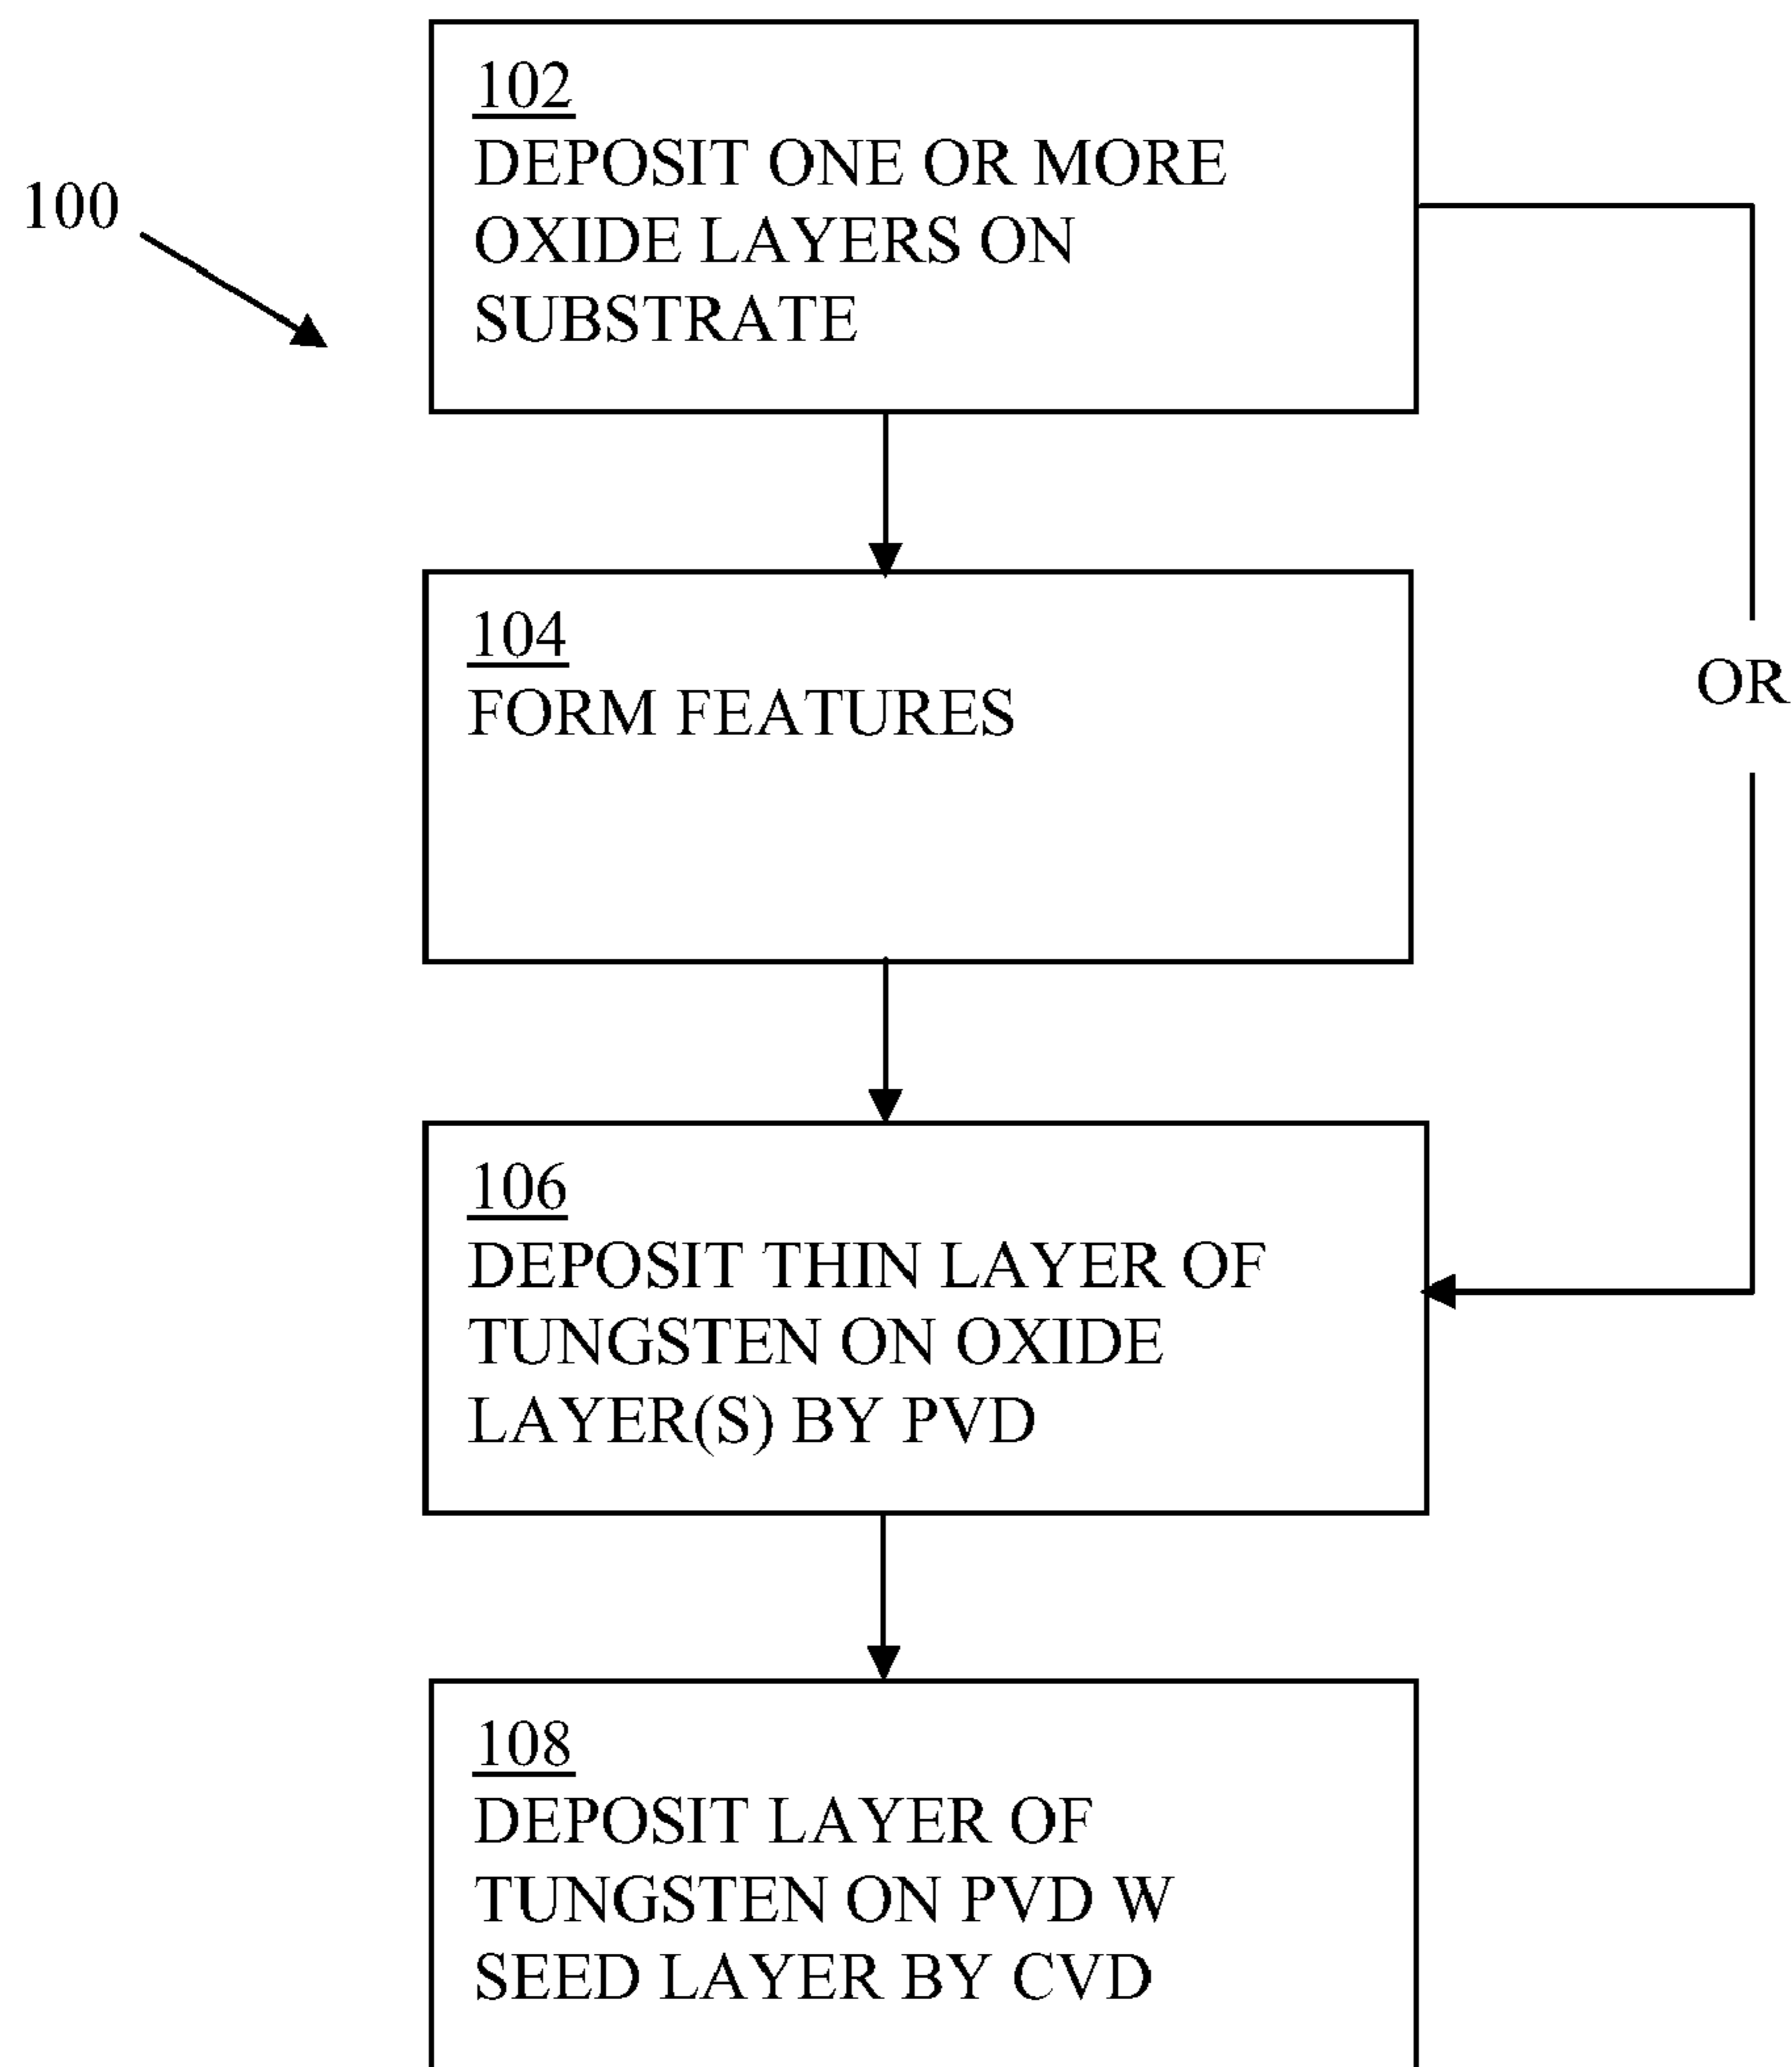 100
102
DEPOSIT ONE OR MORE
OXIDE LAYERS ON
SUBSTRATE
104
FORM FEATURES
OR
106
DEPOSIT THIN LAYER OF
TUNGSTEN ON OXIDE
LAYER(S) BY PVD
108
DEPOSIT LAYER OF
TUNGSTEN ON PVD W
SEED LAYER BY CVD